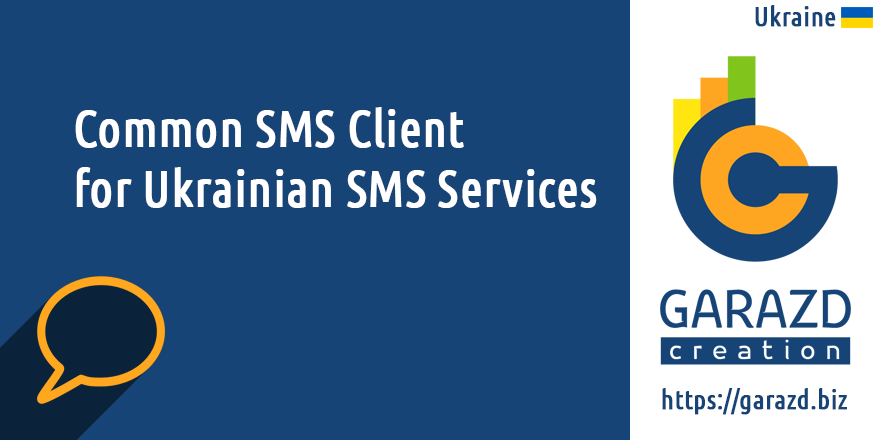 Ukraine
Common SMS Client
for Ukrainian SMS Services
GARAZD
creation
https://garazd.biz